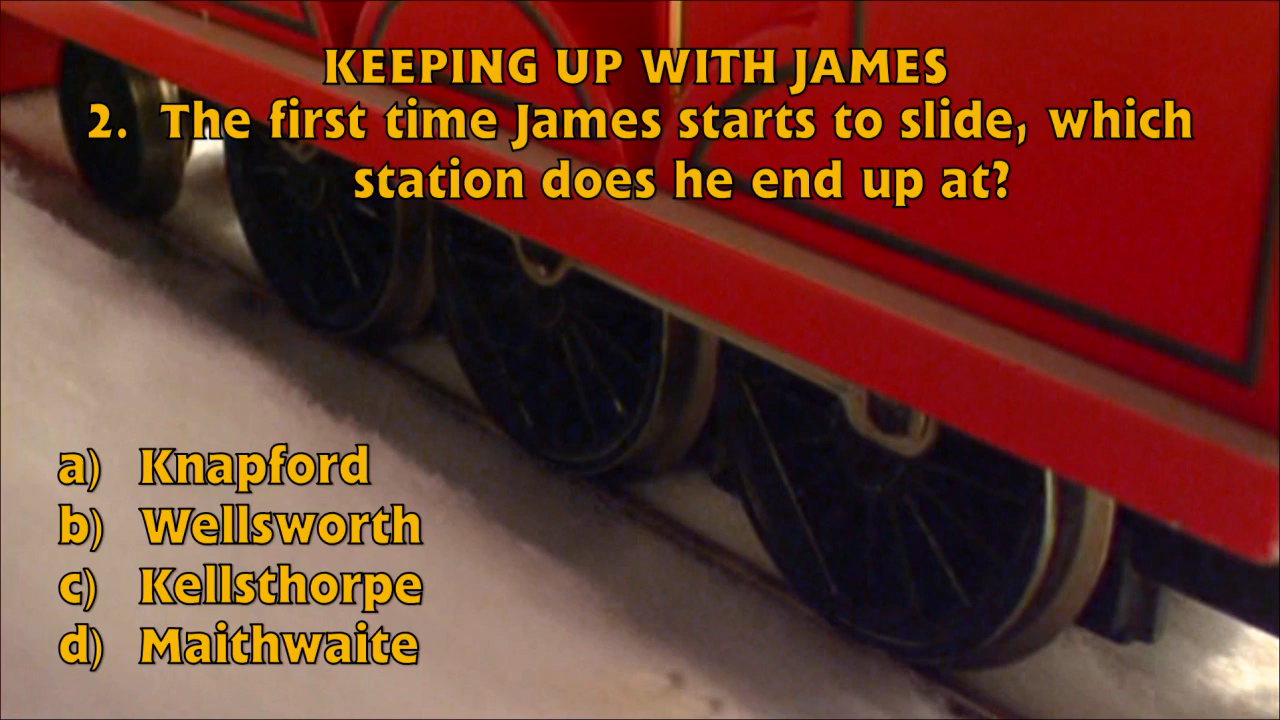 KEEPING UP WITH JAMES
2. The first time James starts to slide, which
station does he end up at?
a) Knapford
b) Wellsworth
c) Kellsthorpe
d) Maithwaite